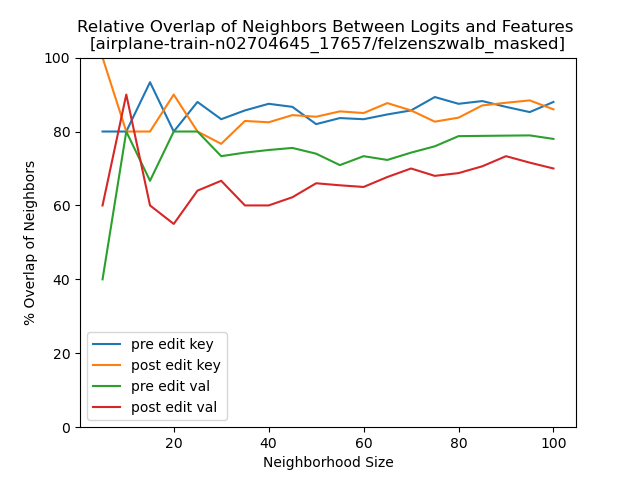 Relative Overlap of Neighbors Between Logits and Features
[airplane-train-n02704645_17657/felzenszwalb_masked]
100
80
60
40
20
0
% Overlap of Neighbors
pre edit key
post edit key
pre edit val
post edit val
20 40 60 80 100
Neighborhood Size